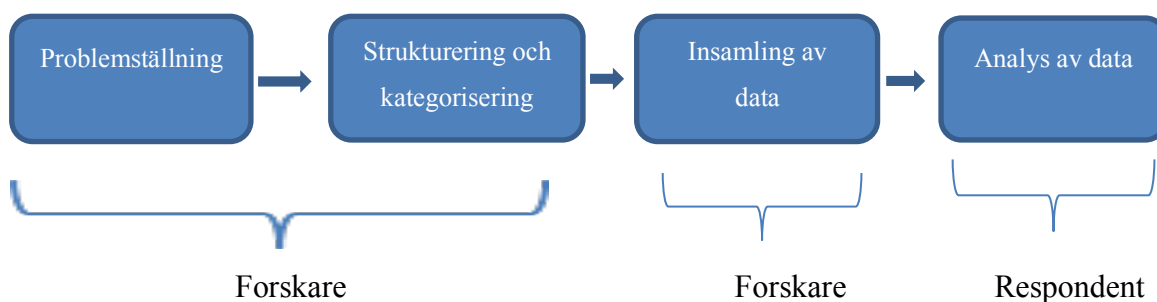 Problemställning
Strukturering och
kategorisering
Insamling av
data
Analys av data
Forskare
Forskare
Respondent